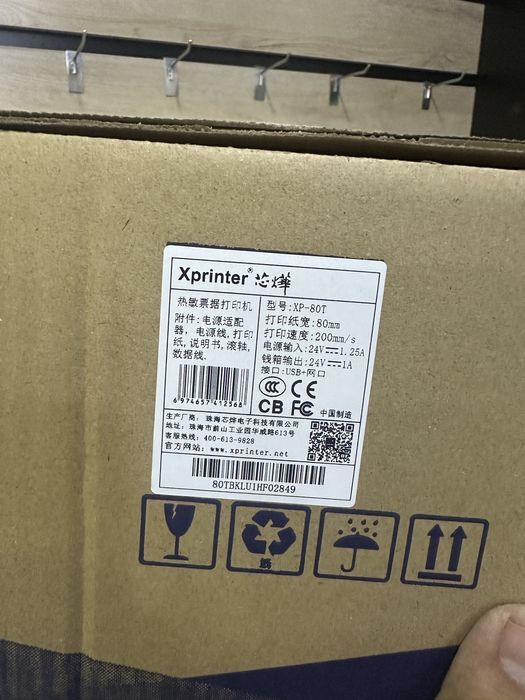 Xprinter® 芯烨
热敏票据打印机
附件:电源适配
器, 电源线, 打印
纸, 说明书, 滚轴,
数据线.
6974657412568
型号:XP-80T
打印纸宽:80mm
打印速度:200mm/s
电源输入:24V⎓1.25A
钱箱输出:24V⎓1A
接口:USB+网口
CCC CE
CB FC 中国制造
生产厂商: 珠海芯烨电子科技有限公司
地址: 珠海市前山工业园华威路613号
客服热线: 400-613-9828
官方网站: www.xprinter.net
80TBKLU1HF02849
纸